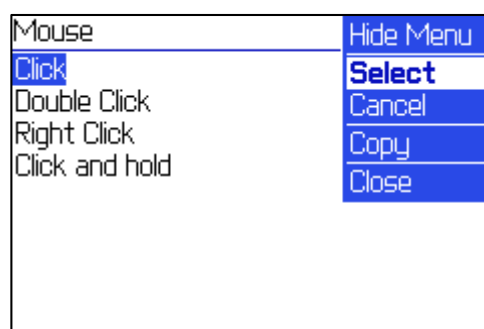 Mouse
Click
Double Click
Right Click
Click and hold
Hide Menu
Select
Cancel
Copy
Close